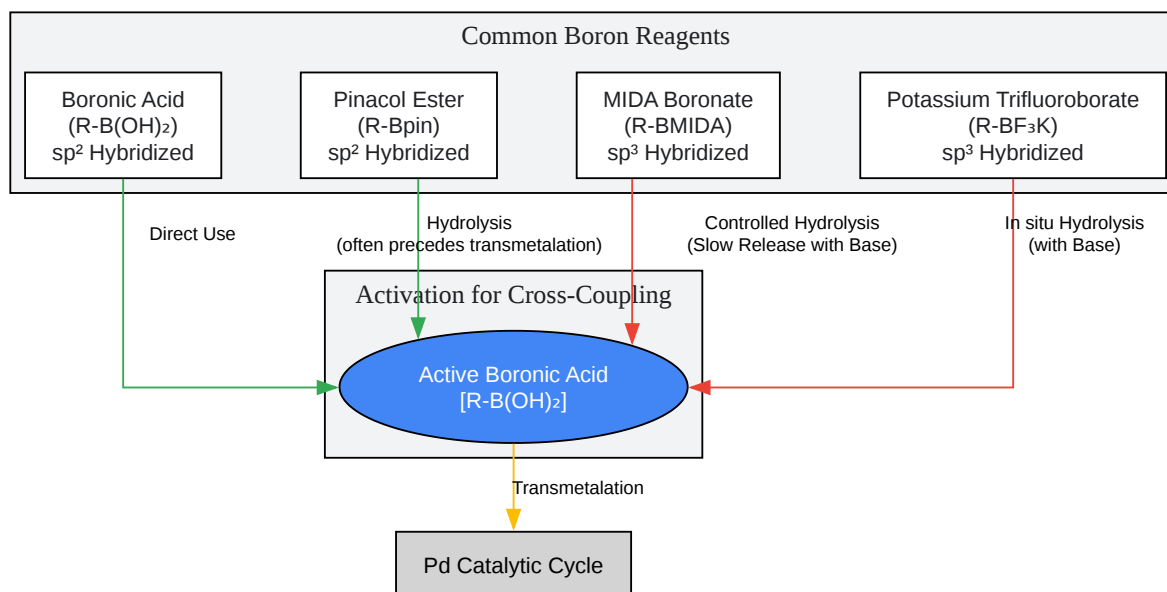 Common Boron Reagents
Boronic Acid
(R-B(OH)₂)
sp² Hybridized
Pinacol Ester
(R-Bpin)
sp² Hybridized
MIDA Boronate
(R-BMIDA)
sp³ Hybridized
Potassium Trifluoroborate
(R-BF₃K)
sp³ Hybridized
Direct Use
Hydrolysis
(often precedes transmetalation)
Controlled Hydrolysis
(Slow Release with Base)
In situ Hydrolysis
(with Base)
Activation for Cross-Coupling
Active Boronic Acid
[R-B(OH)₂]
Transmetalation
Pd Catalytic Cycle